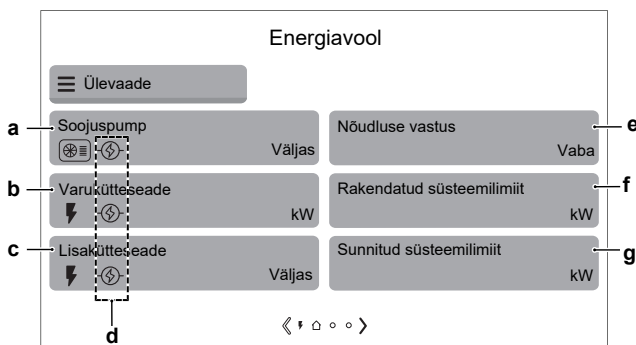 Energiavool
Ülevaade
a
Soojuspump
Väljas
Nõudluse vastus
Vaba
e
b
Varukütteseade
kW
Rakendatud süsteemilimiit
kW
f
c
Lisakütteseade
Väljas
Sunnitud süsteemilimiit
kW
g
d